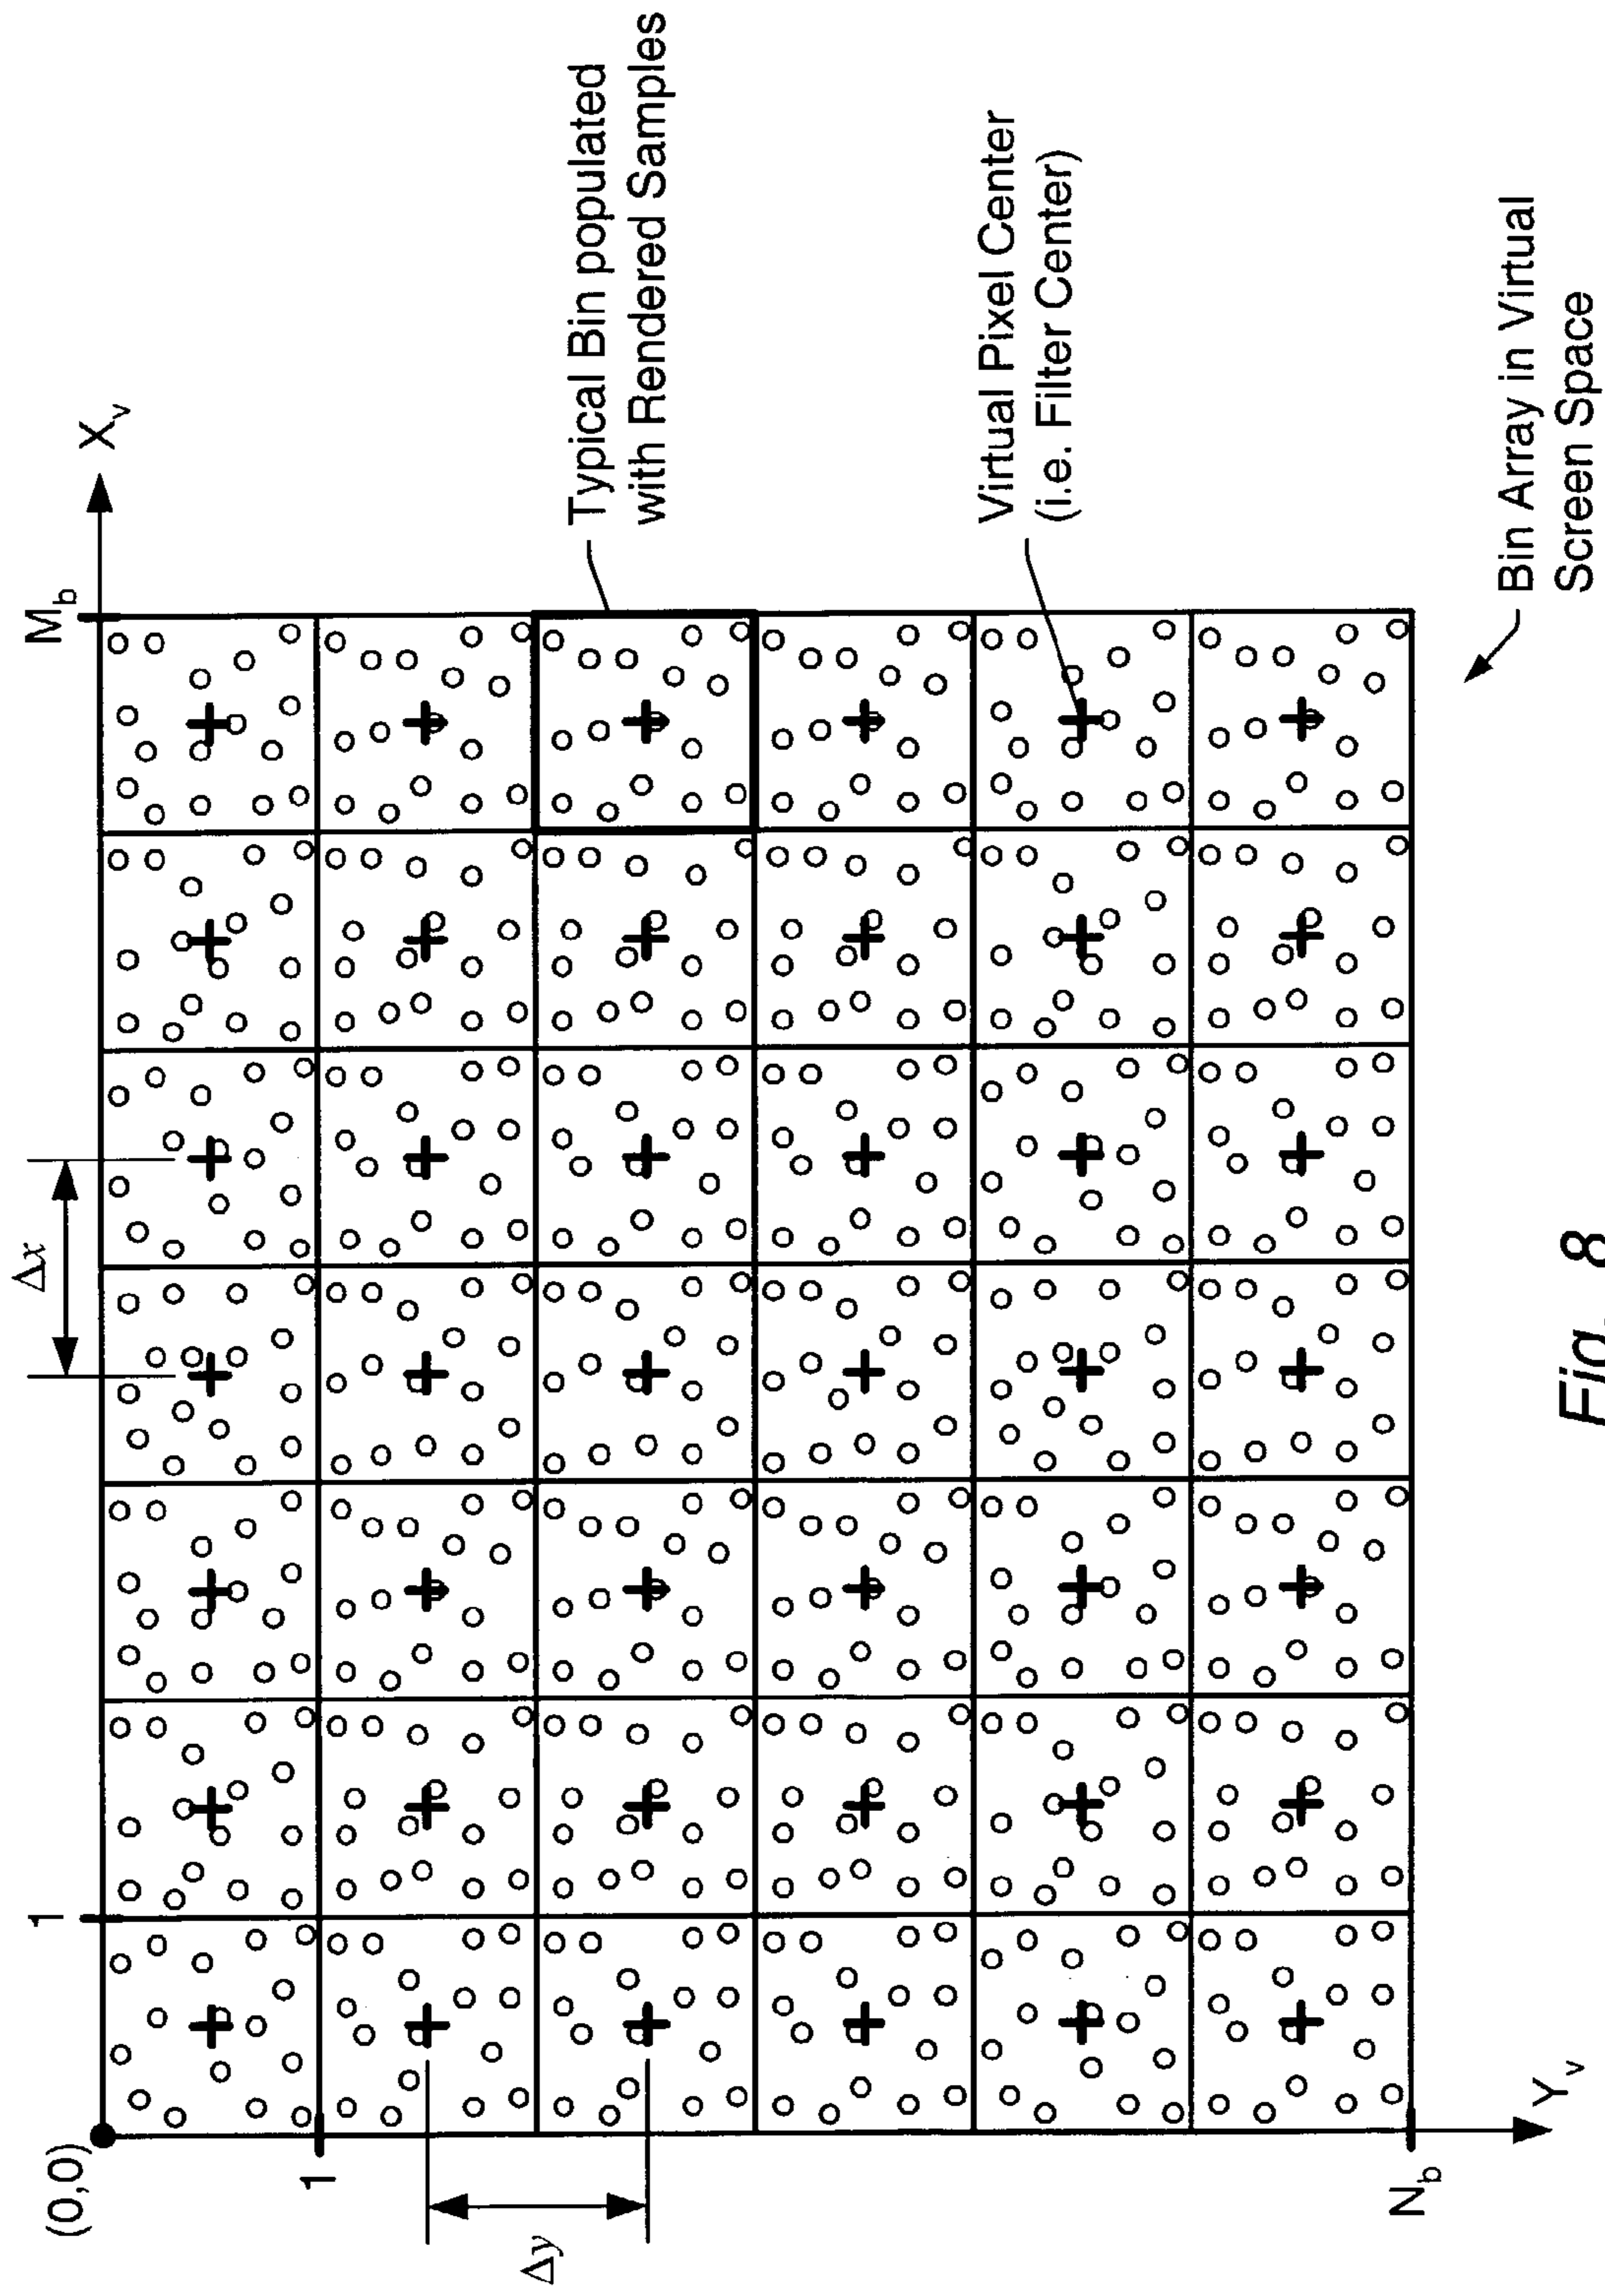 (0,0)
1
Δx
M_b
X_v
1
Δy
Typical Bin populated
with Rendered Samples
Virtual Pixel Center
(i.e. Filter Center)
N_b
Y_v
Bin Array in Virtual
Screen Space
Fig. 8